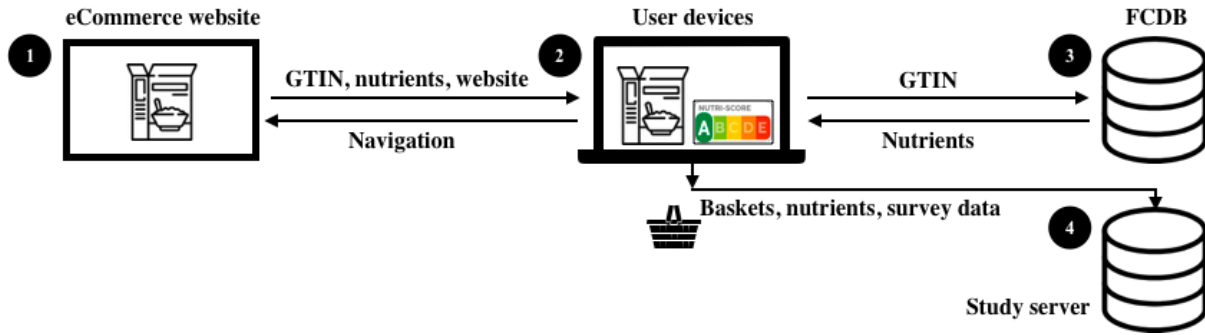 eCommerce website
User devices
FCDB
1
2
3
GTIN, nutrients, website
GTIN
NUTRI-SCORE
A B C D E
Navigation
Nutrients
Baskets, nutrients, survey data
4
Study server